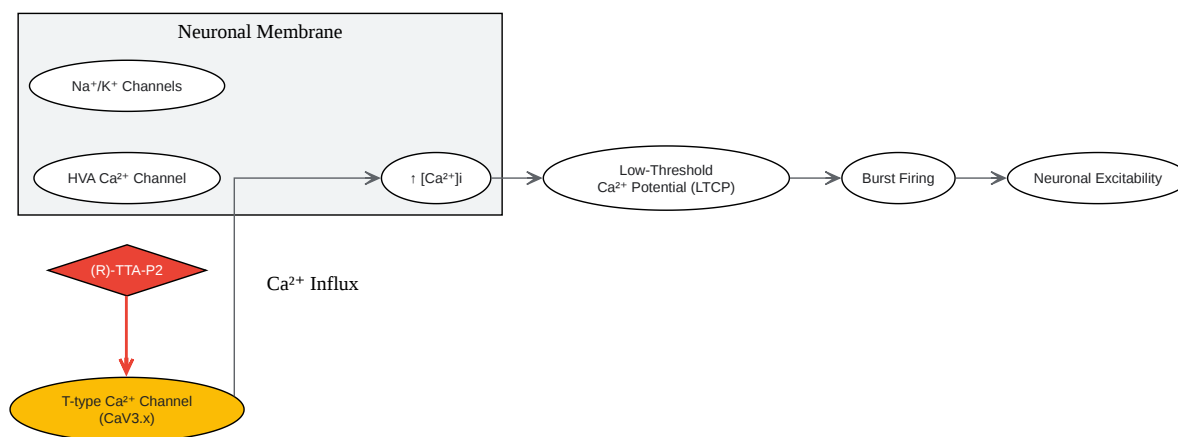 Neuronal Membrane
Na⁺/K⁺ Channels
HVA Ca²⁺ Channel
↑ [Ca²⁺]i
Low-Threshold
Ca²⁺ Potential (LTCP)
Burst Firing
Neuronal Excitability
(R)-TTA-P2
Ca²⁺ Influx
T-type Ca²⁺ Channel
(CaV3.x)